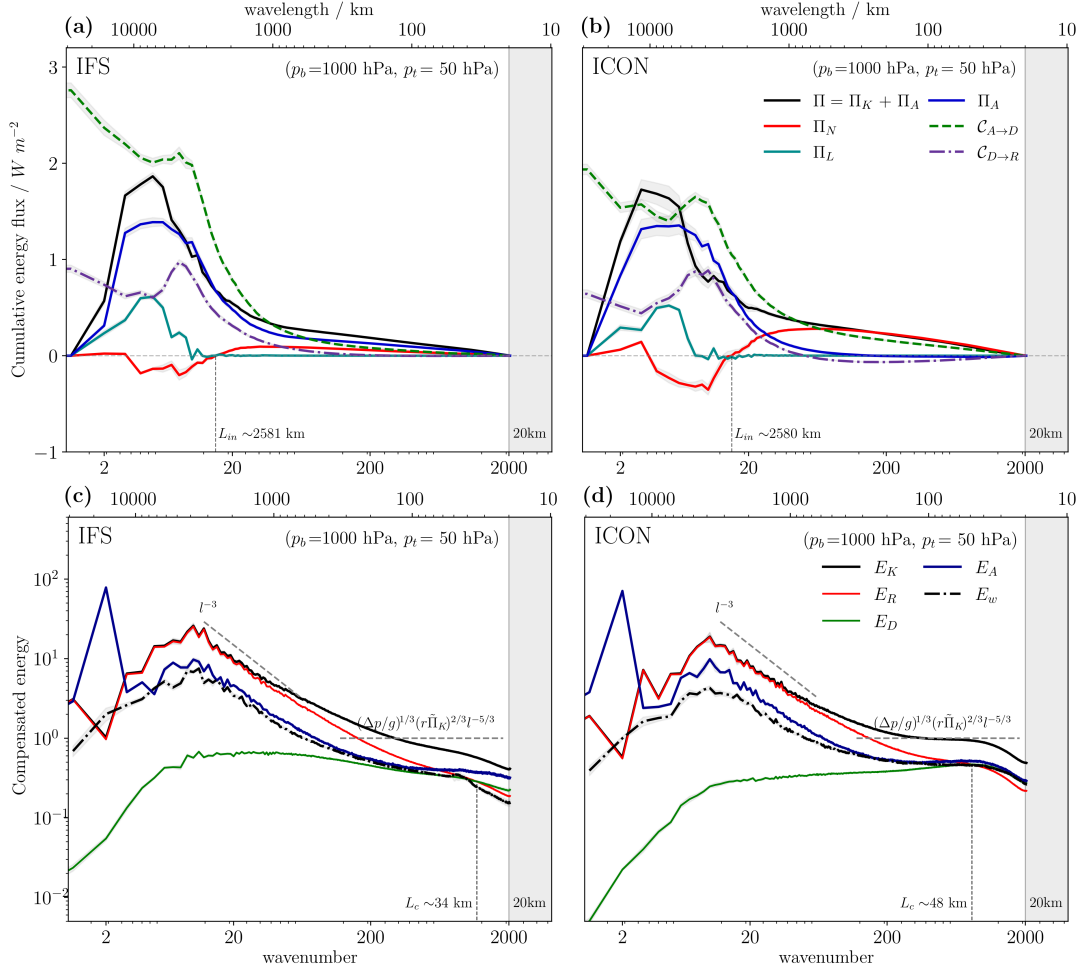 wavelength / km
wavelength / km
(a) 10000 1000 100 10
(b) 10000 1000 100 10
IFS
(p_b=1000 hPa, p_t= 50 hPa)
ICON
(p_b=1000 hPa, p_t= 50 hPa)
Π = Π_K + Π_A
Π_A
Π_N
C_{A→D}
Π_L
C_{D→R}
Cumulative energy flux / W m^{−2}
3
2
1
0
−1
L_in ~2581 km
20km
L_in ~2580 km
20km
2 20 200 2000
2 20 200 2000
(c) 10000 1000 100 10
(d) 10000 1000 100 10
IFS
(p_b=1000 hPa, p_t= 50 hPa)
ICON
(p_b=1000 hPa, p_t= 50 hPa)
E_K
E_A
E_R
E_w
E_D
Compensated energy
10^2
10^1
10^0
10^{−1}
10^{−2}
l^{−3}
(Δp/g)^{1/3}(rΠ̄_K)^{2/3}l^{−5/3}
l^{−3}
(Δp/g)^{1/3}(rΠ̄_K)^{2/3}l^{−5/3}
L_c ~34 km
20km
L_c ~48 km
20km
2 20 200 2000
2 20 200 2000
wavenumber
wavenumber